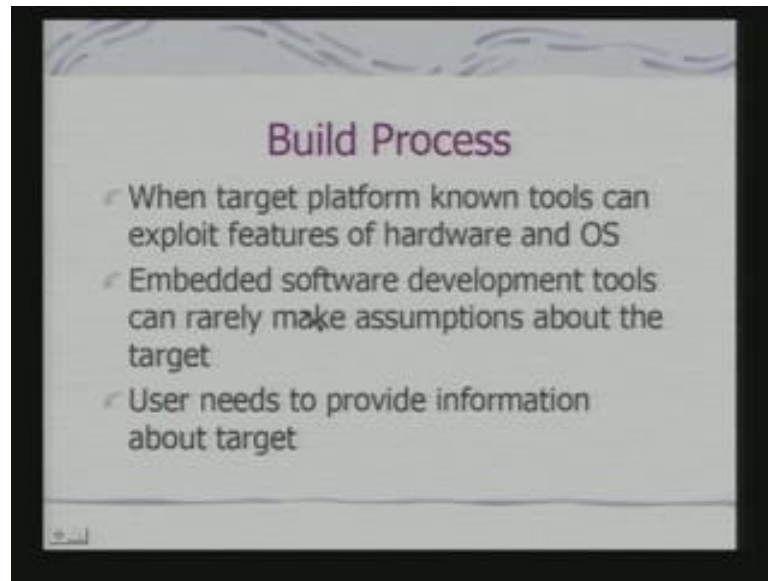 Build Process
When target platform known tools can
exploit features of hardware and OS
Embedded software development tools
can rarely make assumptions about the
target
User needs to provide information
about target